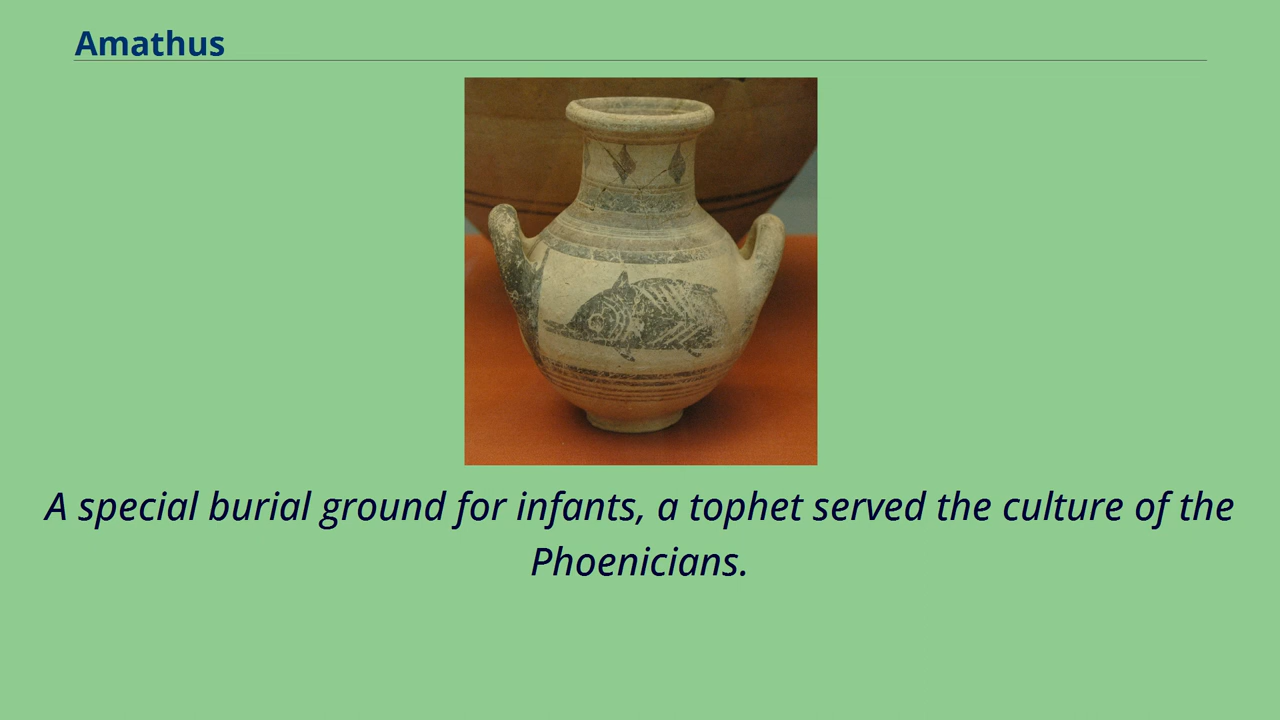 Amathus
A special burial ground for infants, a tophet served the culture of the
Phoenicians.